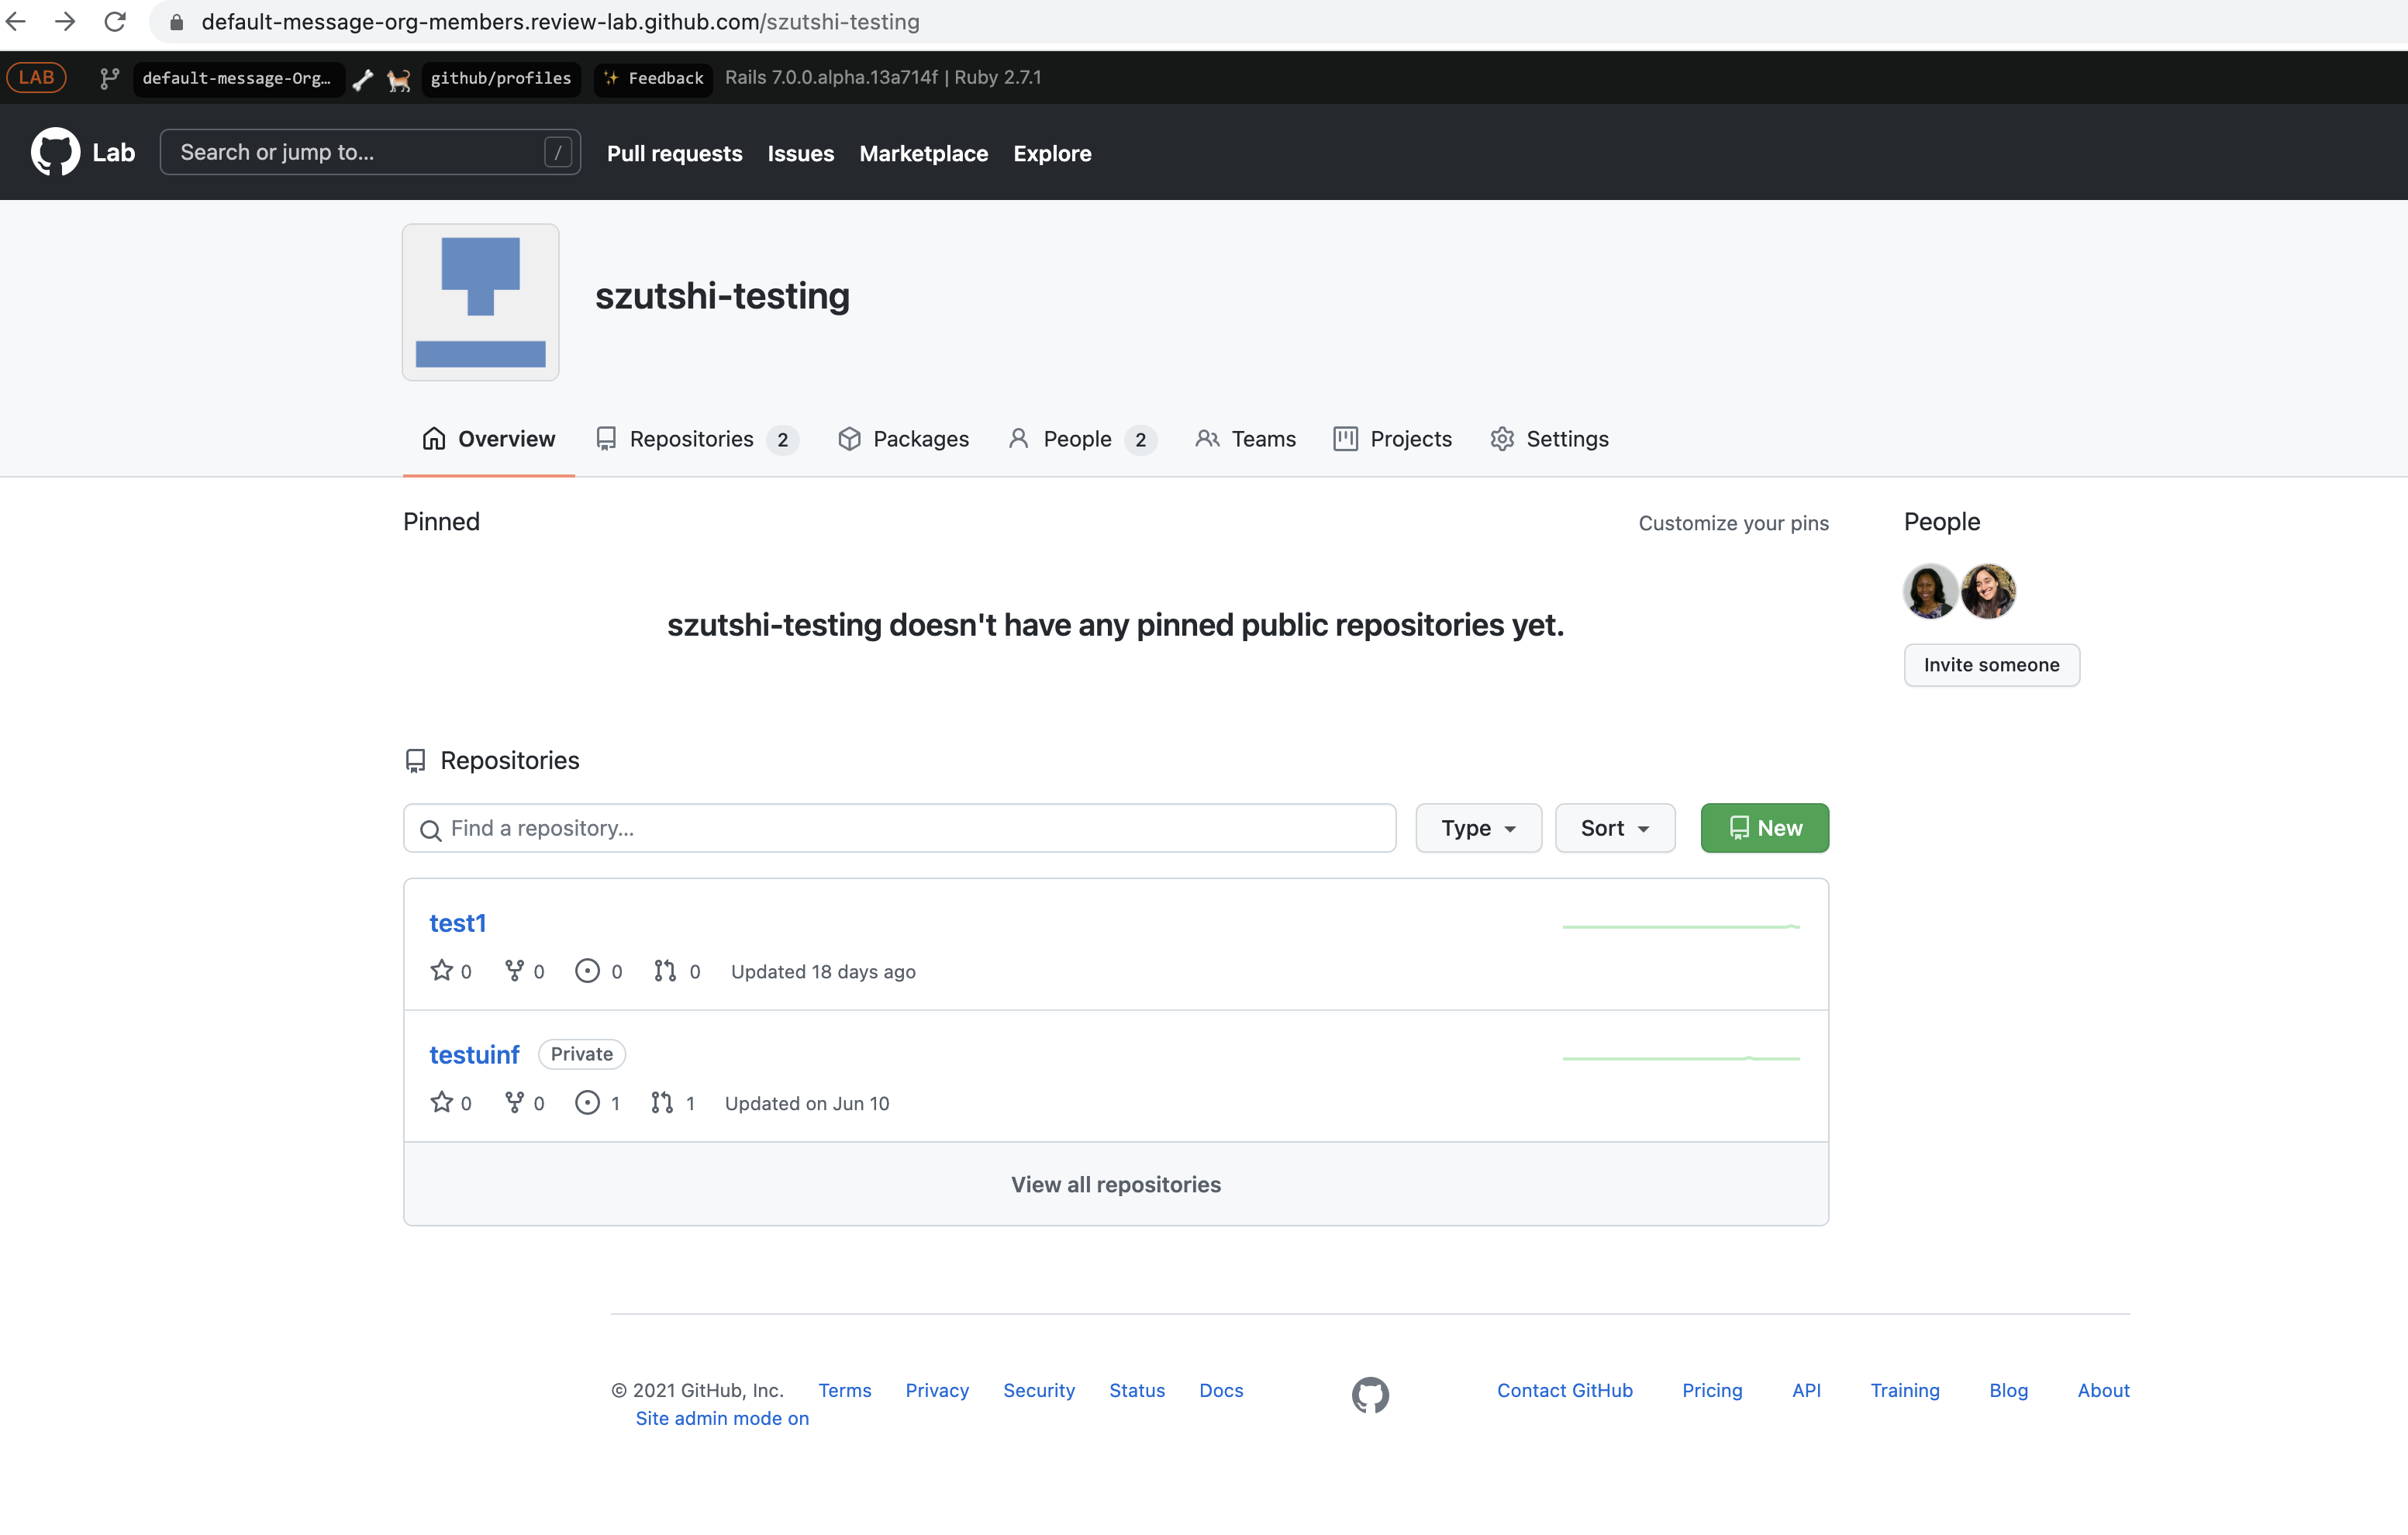 default-message-org-members.review-lab.github.com/szutshi-testing
LAB default-message-Org… github/profiles Feedback Rails 7.0.0.alpha.13a714f | Ruby 2.7.1
Lab Search or jump to... / Pull requests Issues Marketplace Explore
szutshi-testing
Overview Repositories 2 Packages People 2 Teams Projects Settings
Pinned Customize your pins
People
szutshi-testing doesn't have any pinned public repositories yet.
Invite someone
Repositories
Find a repository… Type Sort New
test1
0 0 0 0 Updated 18 days ago
testuinf Private
0 0 1 1 Updated on Jun 10
View all repositories
© 2021 GitHub, Inc. Terms Privacy Security Status Docs Contact GitHub Pricing API Training Blog About
Site admin mode on